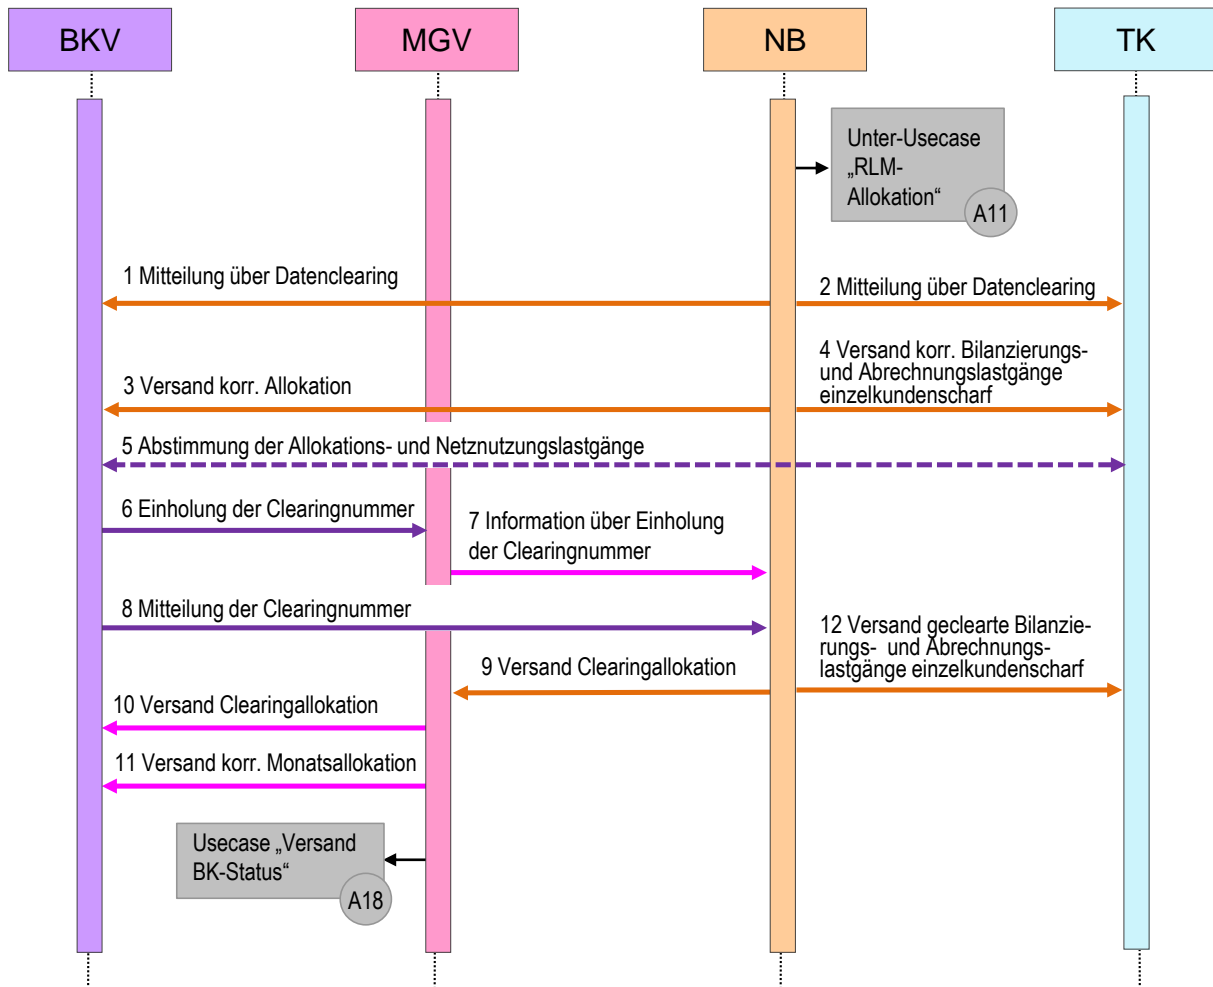 BKV
MGV
NB
TK
Unter-Usecase
„RLM-
Allokation“
A11
1 Mitteilung über Datenclearing
2 Mitteilung über Datenclearing
3 Versand korr. Allokation
4 Versand korr. Bilanzierungs-
und Abrechnungslastgänge
einzelkundenscharf
5 Abstimmung der Allokations- und Netznutzungslastgänge
6 Einholung der Clearingnummer
7 Information über Einholung
der Clearingnummer
8 Mitteilung der Clearingnummer
12 Versand geclearte Bilanzie-
rungs- und Abrechnungs-
lastgänge einzelkundenscharf
9 Versand Clearingallokation
10 Versand Clearingallokation
11 Versand korr. Monatsallokation
Usecase „Versand
BK-Status“
A18